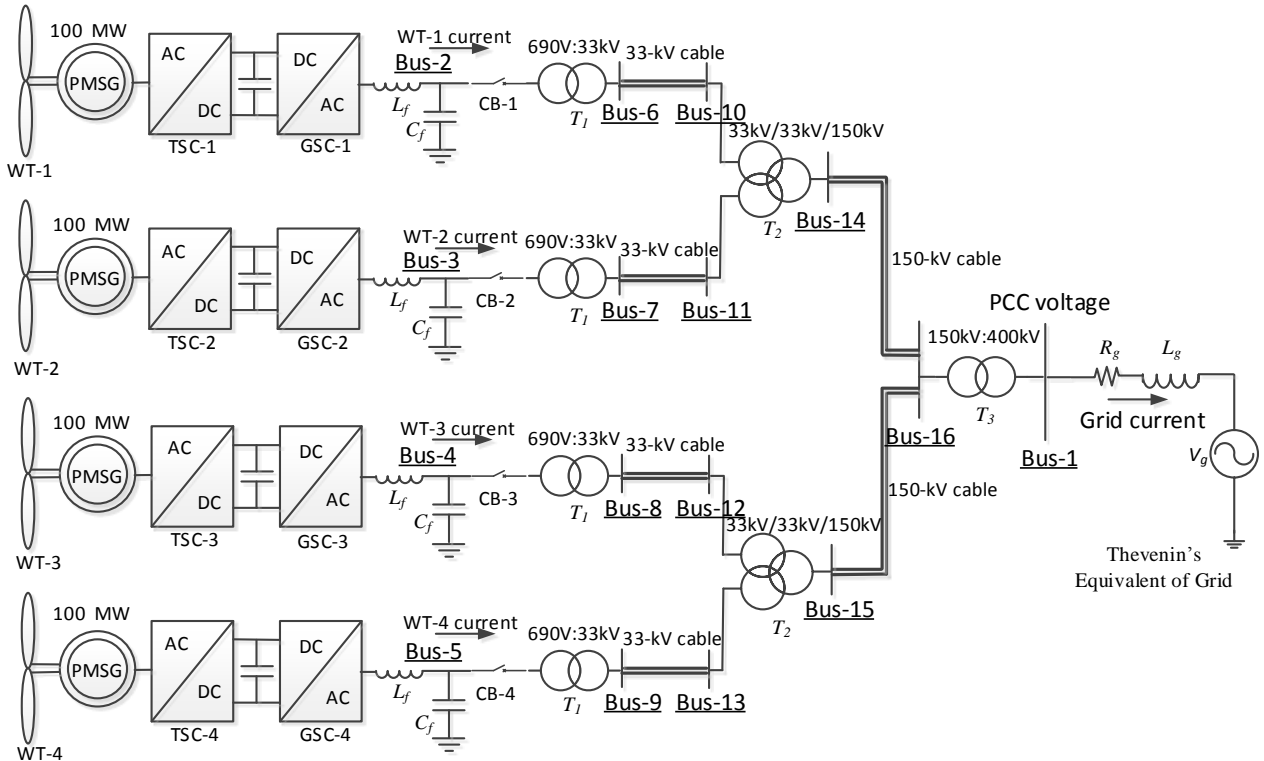 100 MW
PMSG
WT-1
AC
DC
TSC-1
DC
AC
GSC-1
WT-1 current
Bus-2
Lf
Cf
CB-1
690V:33kV
T1
33-kV cable
Bus-6
Bus-10
33kV/33kV/150kV
T2
Bus-14
100 MW
PMSG
WT-2
AC
DC
TSC-2
DC
AC
GSC-2
WT-2 current
Bus-3
Lf
Cf
CB-2
690V:33kV
T1
33-kV cable
Bus-7
Bus-11
150-kV cable
PCC voltage
150kV:400kV
T3
Bus-16
Bus-1
Rg
Lg
Grid current
Vg
150-kV cable
Thevenin's
Equivalent of Grid
100 MW
PMSG
WT-3
AC
DC
TSC-3
DC
AC
GSC-3
WT-3 current
Bus-4
Lf
Cf
CB-3
690V:33kV
T1
33-kV cable
Bus-8
Bus-12
33kV/33kV/150kV
T2
Bus-15
100 MW
PMSG
WT-4
AC
DC
TSC-4
DC
AC
GSC-4
WT-4 current
Bus-5
Lf
Cf
CB-4
690V:33kV
T1
33-kV cable
Bus-9
Bus-13